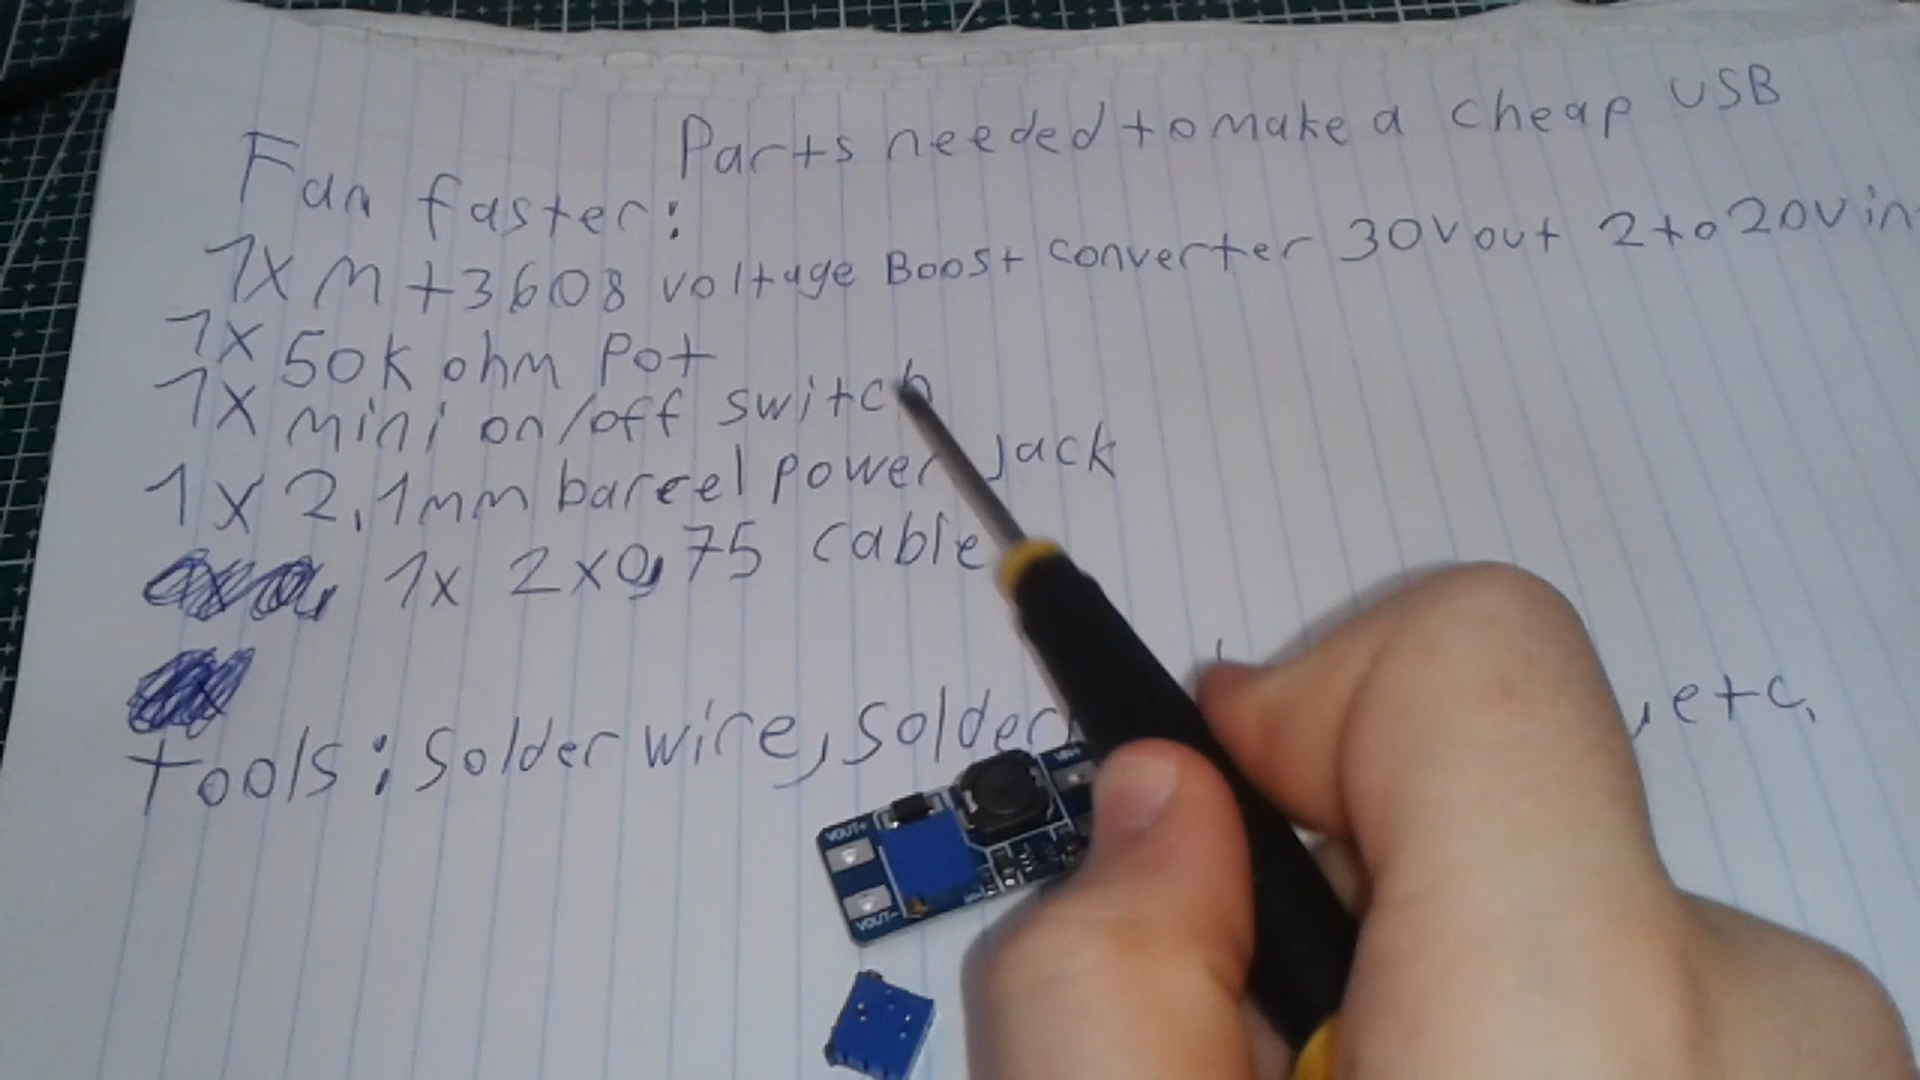 Parts needed to make a cheap USB
Fan faster:
1x mt3608 voltage Boost converter 30V out 2 to 20V in
1x 50k ohm Pot
1x mini on/off switch
1x 2,1mm barrel power jack
1x 2x0,75 cable
tools: Solder wire, solder , etc.
VOUT+
VOUT-
VIN+